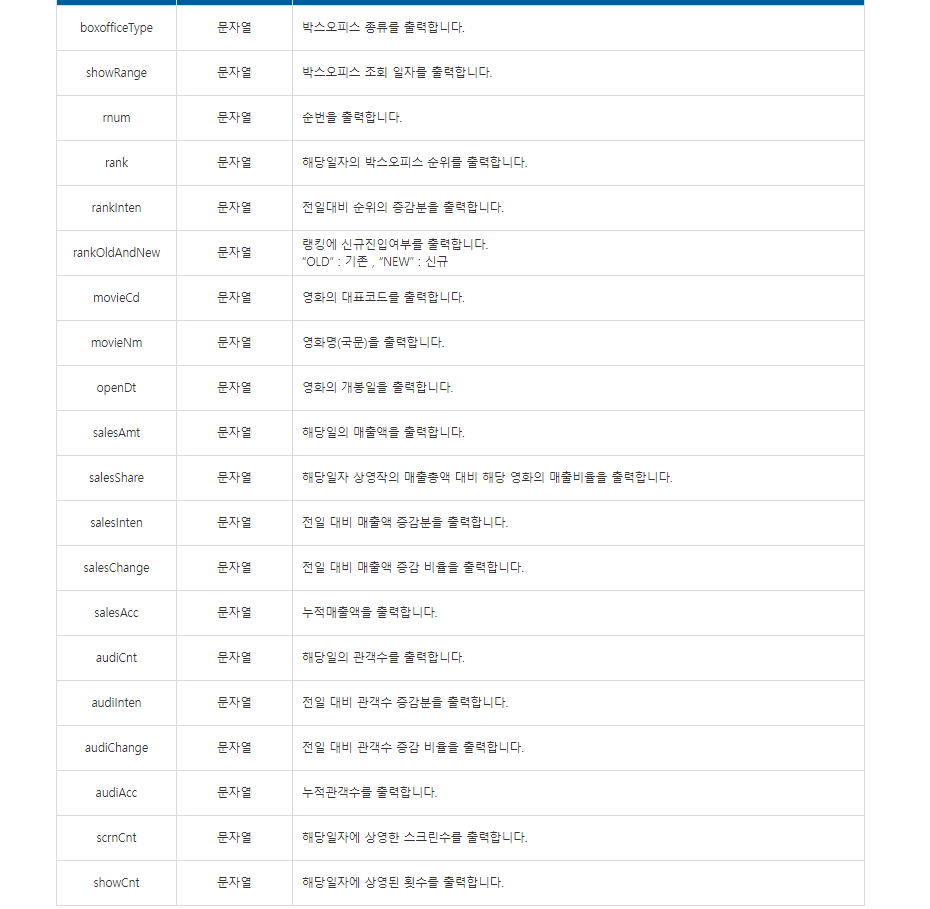 boxofficeType 문자열 박스오피스 종류를 출력합니다.
showRange 문자열 박스오피스 조회 일자를 출력합니다.
rnum 문자열 순번을 출력합니다.
rank 문자열 해당일자의 박스오피스 순위를 출력합니다.
rankInten 문자열 전일대비 순위의 증감분을 출력합니다.
rankOldAndNew 문자열 랭킹에 신규진입여부를 출력합니다.
“OLD” : 기존 , “NEW” : 신규
movieCd 문자열 영화의 대표코드를 출력합니다.
movieNm 문자열 영화명(국문)을 출력합니다.
openDt 문자열 영화의 개봉일을 출력합니다.
salesAmt 문자열 해당일의 매출액을 출력합니다.
salesShare 문자열 해당일자 상영작의 매출총액 대비 해당 영화의 매출비율을 출력합니다.
salesInten 문자열 전일 대비 매출액 증감분을 출력합니다.
salesChange 문자열 전일 대비 매출액 증감 비율을 출력합니다.
salesAcc 문자열 누적매출액을 출력합니다.
audiCnt 문자열 해당일의 관객수를 출력합니다.
audiInten 문자열 전일 대비 관객수 증감분을 출력합니다.
audiChange 문자열 전일 대비 관객수 증감 비율을 출력합니다.
audiAcc 문자열 누적관객수를 출력합니다.
scrnCnt 문자열 해당일자에 상영한 스크린수를 출력합니다.
showCnt 문자열 해당일자에 상영된 횟수를 출력합니다.